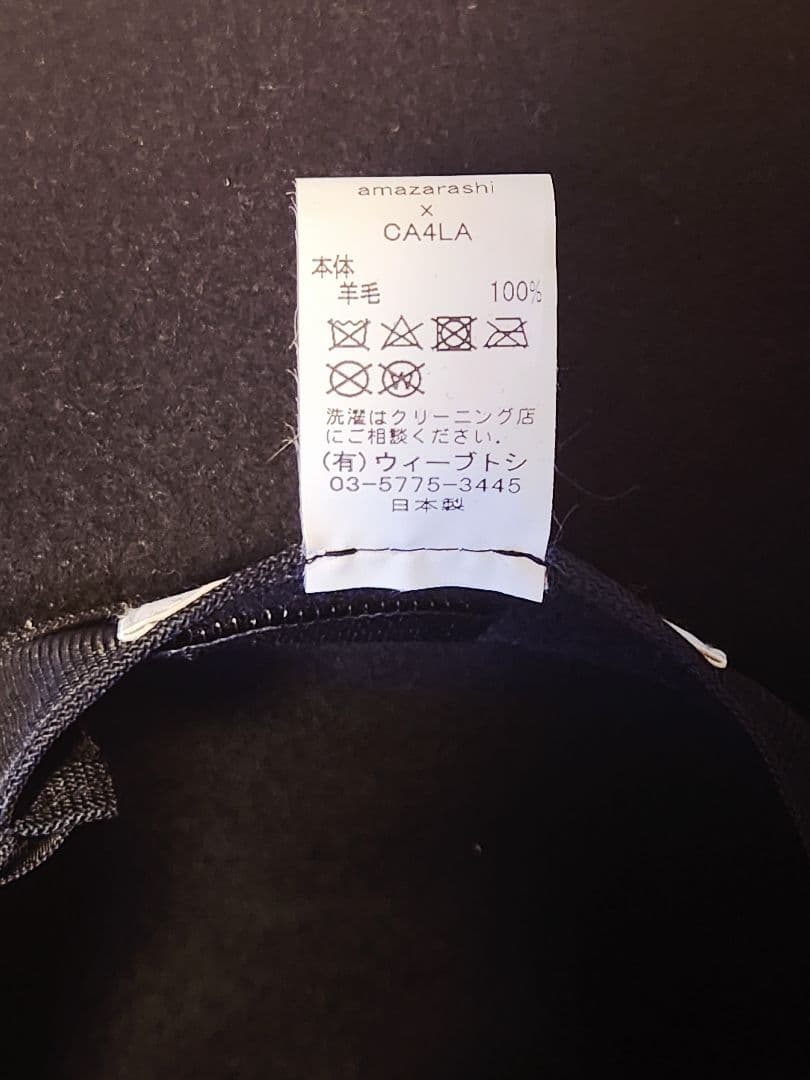 amazarashi
×
CA4LA
本体
羊毛 100%
W
洗濯はクリーニング店
にご相談ください.
(有)ウィーブトシ
03-5775-3445
日本製